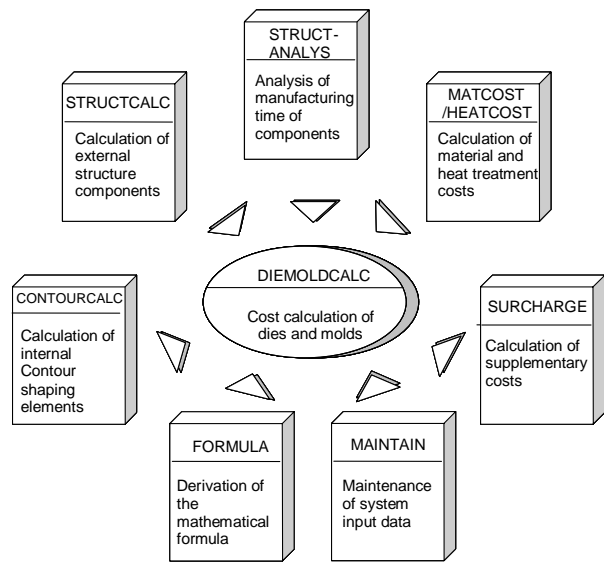 STRUCT-
ANALYS
Analysis of
manufacturing
time of
components
STRUCTCALC
Calculation of
external
structure
components
MATCOST
/HEATCOST
Calculation of
material and
heat treatment
costs
DIEMOLDCALC
Cost calculation of
dies and molds
CONTOURCALC
Calculation of
internal
Contour
shaping
elements
SURCHARGE
Calculation of
supplementary
costs
FORMULA
Derivation of
the
mathematical
formula
MAINTAIN
Maintenance
of system
input data